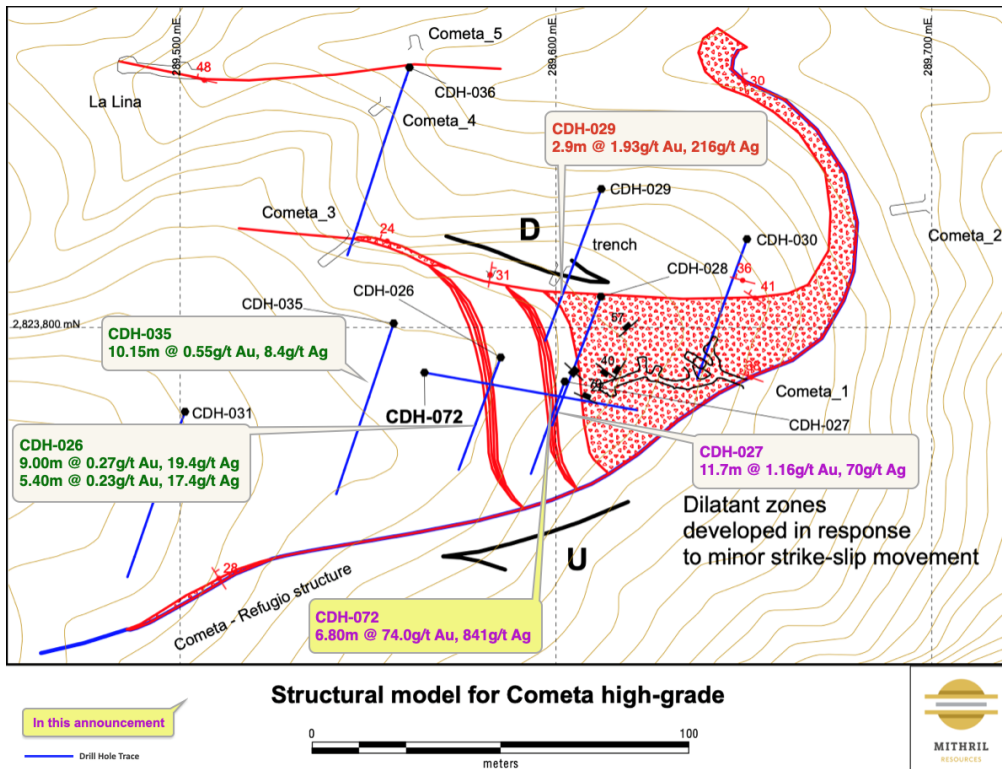 289,500 mE
289,600 mE
289,700 mE
Cometa_5
48
La Lina
CDH-036
30
Cometa_4
CDH-029
2.9m @ 1.93g/t Au, 216g/t Ag
CDH-029
Cometa_3
24
D
trench
CDH-030
Cometa_2
31
CDH-028
36
41
CDH-026
CDH-035
57
2,823,800 mN
CDH-035
10.15m @ 0.55g/t Au, 8.4g/t Ag
40
70
CDH-072
Cometa_1
CDH-031
CDH-027
CDH-026
9.00m @ 0.27g/t Au, 19.4g/t Ag
5.40m @ 0.23g/t Au, 17.4g/t Ag
CDH-027
11.7m @ 1.16g/t Au, 70g/t Ag
Dilatant zones
developed in response
to minor strike-slip movement
U
28
Cometa - Refugio structure
CDH-072
6.80m @ 74.0g/t Au, 841g/t Ag
Structural model for Cometa high-grade
In this announcement
Drill Hole Trace
0
100
meters
MITHRIL
RESOURCES